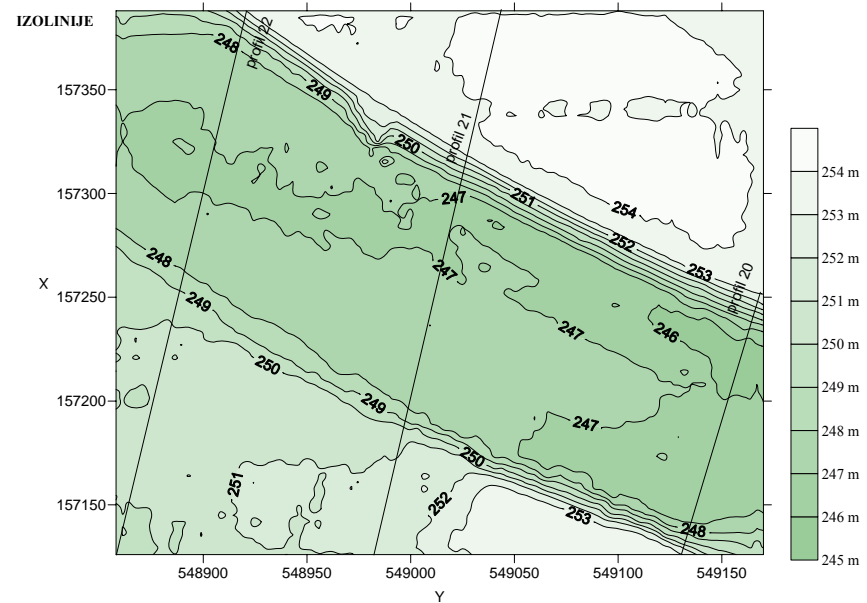 IZOLINIJE
248
profil 22
249
250
profil 21
247
251
254
252
253
profil 20
247
248
249
247
246
250
249
247
250
251
252
253
248
157350
157300
157250
157200
157150
X
548900
548950
549000
549050
549100
549150
Y
254 m
253 m
252 m
251 m
250 m
249 m
248 m
247 m
246 m
245 m